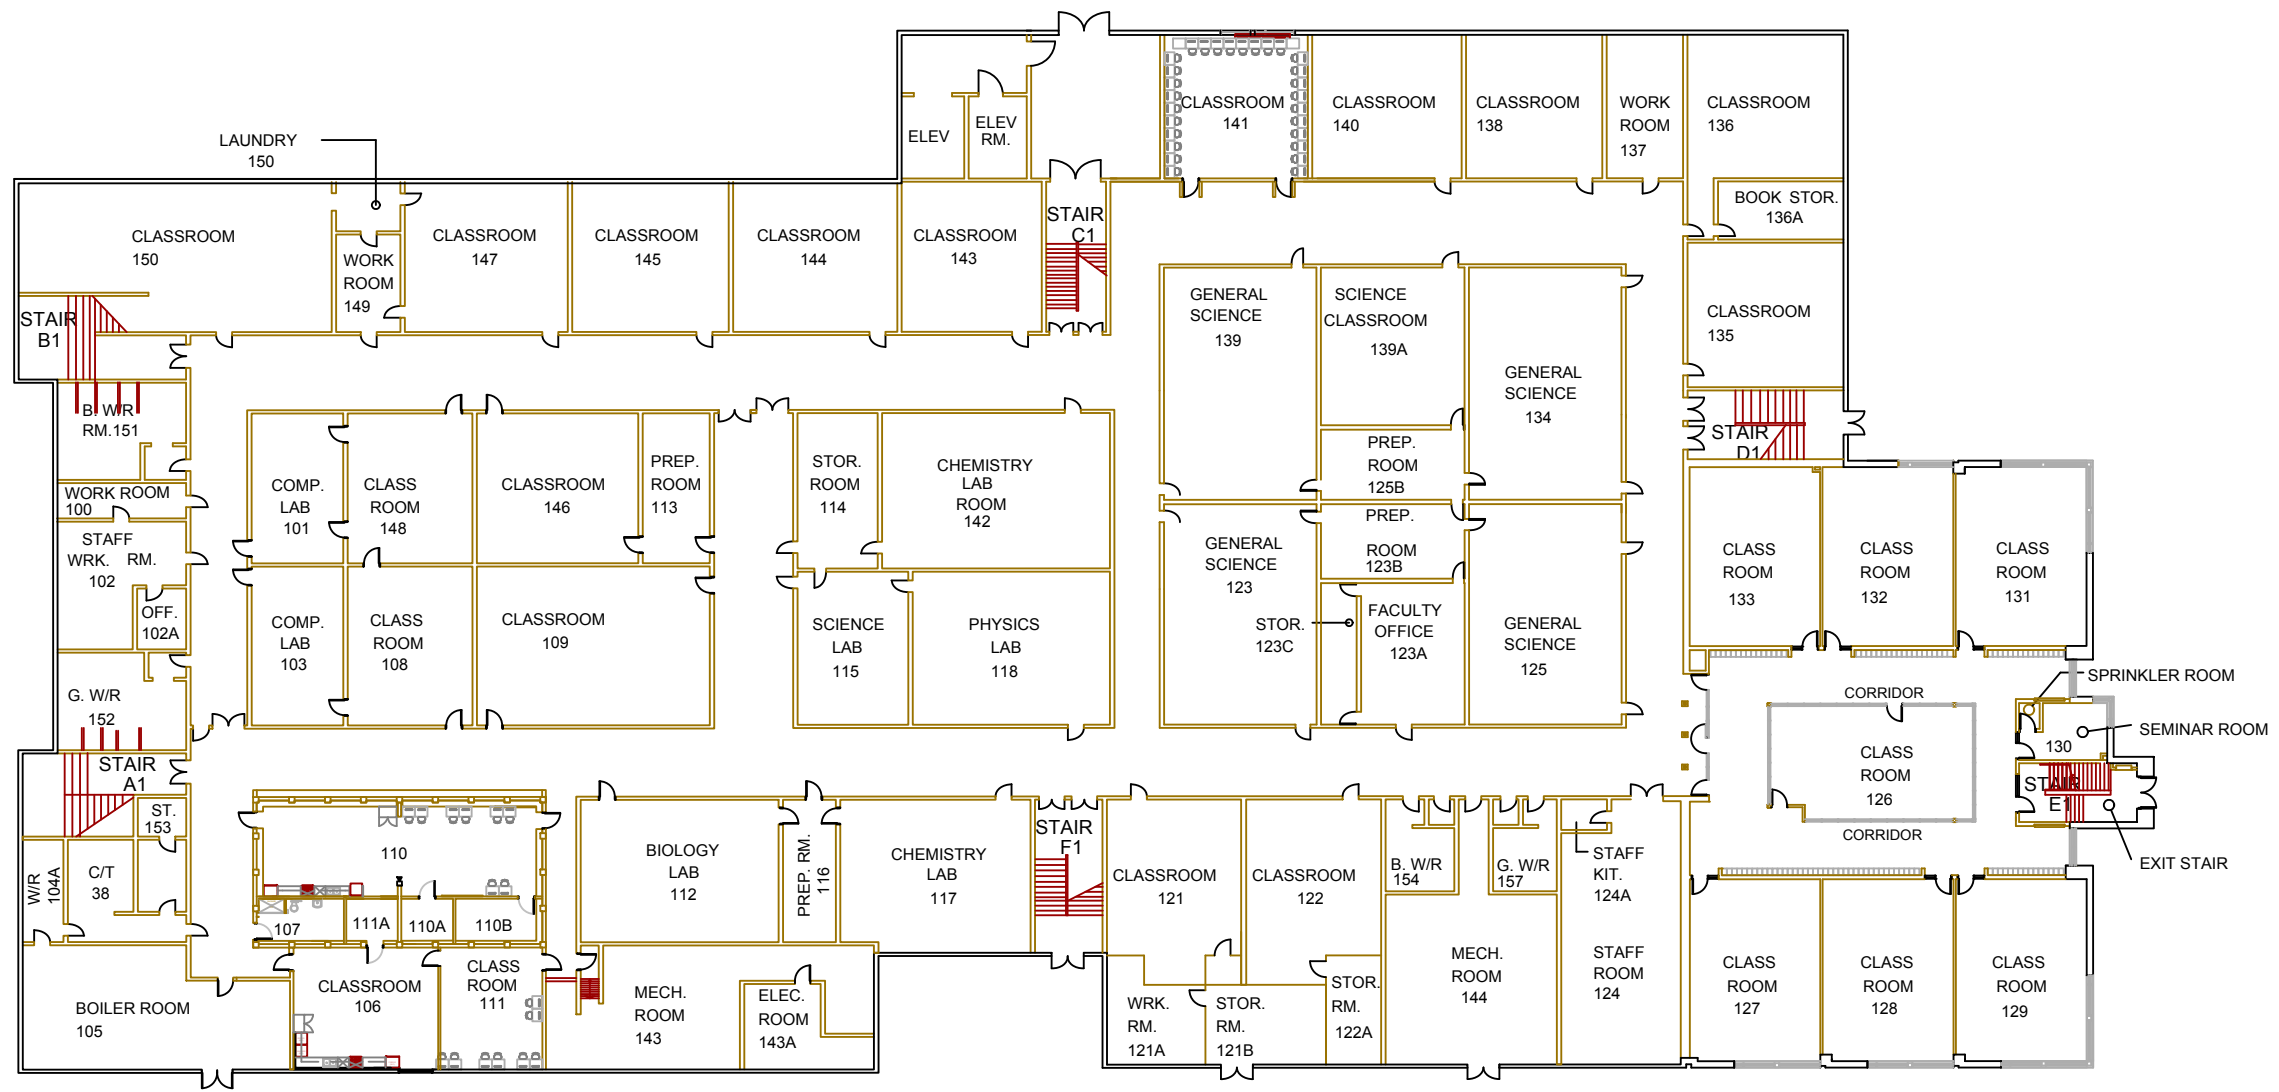 LAUNDRY
150
CLASSROOM
150
WORK
ROOM
149
CLASSROOM
147
CLASSROOM
145
CLASSROOM
144
CLASSROOM
143
ELEV
ELEV
RM.
STAIR
C1
CLASSROOM
141
CLASSROOM
140
CLASSROOM
138
WORK
ROOM
137
CLASSROOM
136
BOOK STOR.
136A
CLASSROOM
135
STAIR
D1
STAIR
B1
B. W/R
RM.151
WORK ROOM
100
STAFF
WRK. RM.
102
OFF.
102A
G. W/R
152
STAIR
A1
ST.
153
W/R
104A
C/T
38
BOILER ROOM
105
COMP.
LAB
101
CLASS
ROOM
148
CLASSROOM
146
PREP.
ROOM
113
COMP.
LAB
103
CLASS
ROOM
108
CLASSROOM
109
STOR.
ROOM
114
CHEMISTRY
LAB
ROOM
142
SCIENCE
LAB
115
PHYSICS
LAB
118
GENERAL
SCIENCE
139
SCIENCE
CLASSROOM
139A
GENERAL
SCIENCE
134
PREP.
ROOM
125B
PREP.
ROOM
123B
GENERAL
SCIENCE
123
STOR.
123C
FACULTY
OFFICE
123A
GENERAL
SCIENCE
125
CLASS
ROOM
133
CLASS
ROOM
132
CLASS
ROOM
131
SPRINKLER ROOM
SEMINAR ROOM
130
CORRIDOR
CLASS
ROOM
126
CORRIDOR
STAIR
E1
EXIT STAIR
110
107
111A
110A
110B
CLASSROOM
106
CLASS
ROOM
111
BIOLOGY
LAB
112
PREP. RM.
116
CHEMISTRY
LAB
117
STAIR
F1
MECH.
ROOM
143
ELEC.
ROOM
143A
CLASSROOM
121
CLASSROOM
122
WRK.
RM.
121A
STOR.
RM.
121B
STOR.
RM.
122A
B. W/R
154
G. W/R
157
MECH.
ROOM
144
STAFF
KIT.
124A
STAFF
ROOM
124
CLASS
ROOM
127
CLASS
ROOM
128
CLASS
ROOM
129